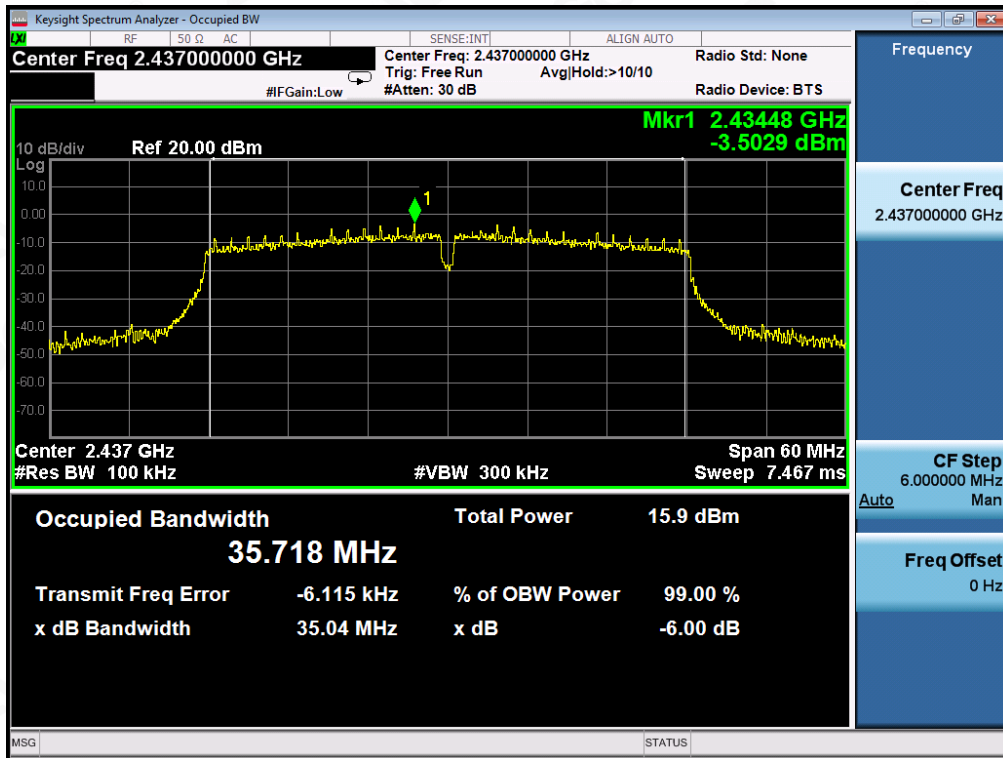 Keysight Spectrum Analyzer - Occupied BW
LXI RF 50 Ω AC SENSE:INT ALIGN AUTO
Center Freq 2.437000000 GHz
Center Freq: 2.437000000 GHz Radio Std: None
Trig: Free Run Avg|Hold:>10/10
#IFGain:Low #Atten: 30 dB Radio Device: BTS
Mkr1 2.43448 GHz
-3.5029 dBm
10 dB/div Ref 20.00 dBm
Log
10.0
1
0.00
-10.0
-20.0
-30.0
-40.0
-50.0
-60.0
-70.0
Center 2.437 GHz Span 60 MHz
#Res BW 100 kHz #VBW 300 kHz Sweep 7.467 ms
Occupied Bandwidth Total Power 15.9 dBm
35.718 MHz
Transmit Freq Error -6.115 kHz % of OBW Power 99.00 %
x dB Bandwidth 35.04 MHz x dB -6.00 dB
Frequency
Center Freq
2.437000000 GHz
CF Step
6.000000 MHz
Auto Man
Freq Offset
0 Hz
MSG STATUS